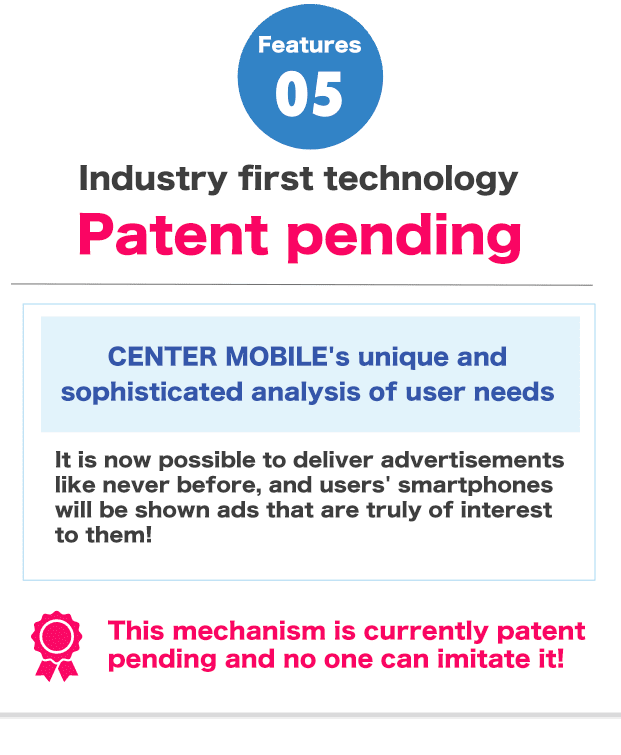 Features
05
Industry first technology
Patent pending
CENTER MOBILE's unique and
sophisticated analysis of user needs
It is now possible to deliver advertisements
like never before, and users' smartphones
will be shown ads that are truly of interest
to them!
This mechanism is currently patent
pending and no one can imitate it!